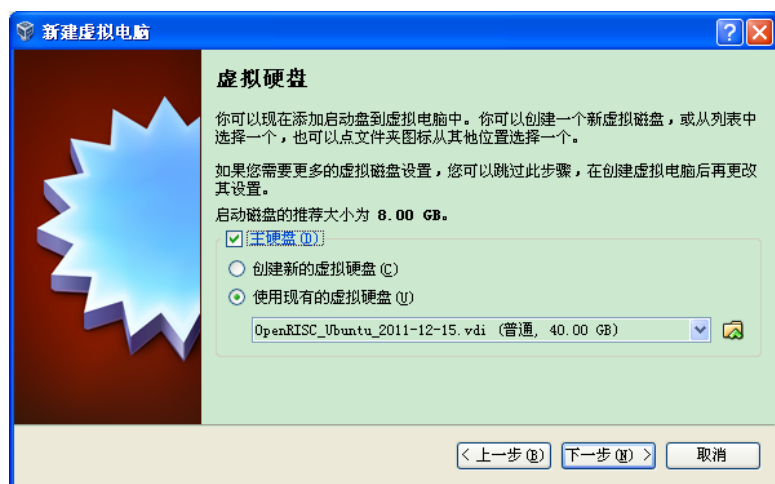 新建虚拟电脑
虚拟硬盘
你可以现在添加启动盘到虚拟电脑中。你可以创建一个新虚拟磁盘，或从列表中
选择一个，也可以点文件夹图标从其他位置选择一个。
如果您需要更多的虚拟磁盘设置，您可以跳过此步骤，在创建虚拟电脑后再更改
其设置。
启动磁盘的推荐大小为 8.00 GB。
主硬盘(D)
创建新的虚拟硬盘(C)
使用现有的虚拟硬盘(U)
OpenRISC_Ubuntu_2011-12-15.vdi (普通, 40.00 GB)
< 上一步(B) 下一步(N) > 取消